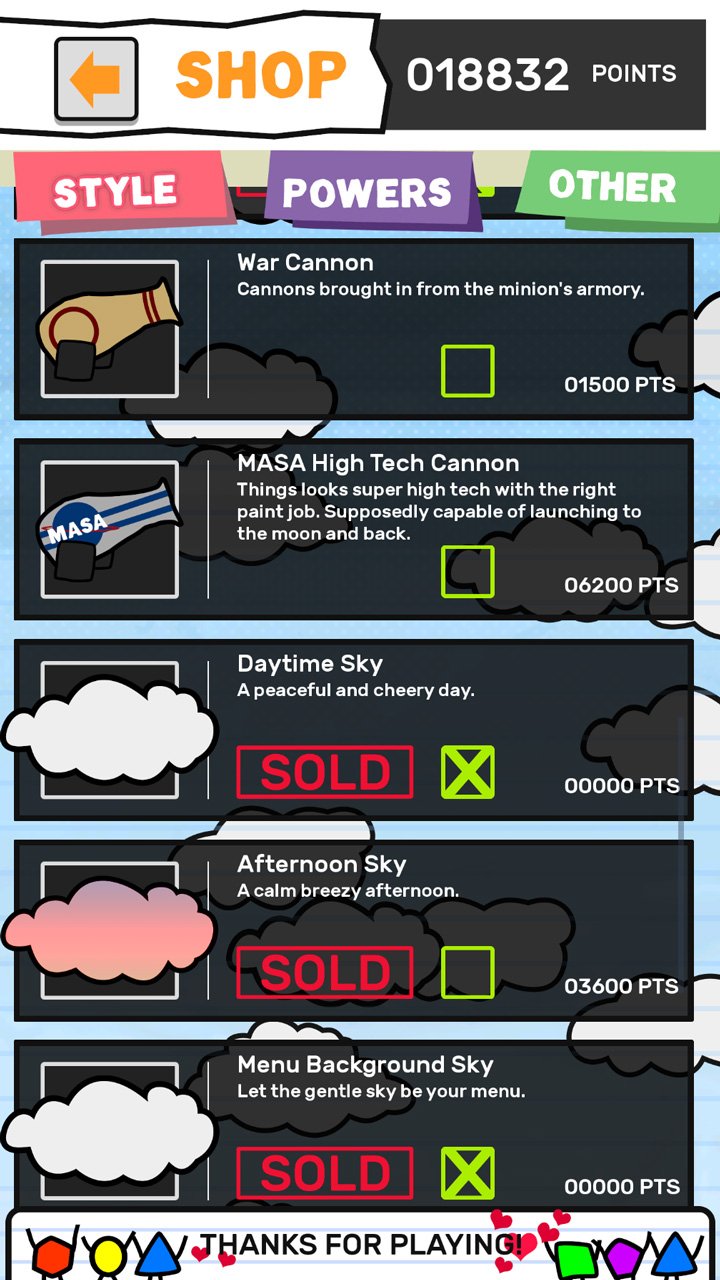 SHOP
018832 POINTS
STYLE
POWERS
OTHER
War Cannon
Cannons brought in from the minion's armory.
01500 PTS
MASA High Tech Cannon
Things looks super high tech with the right
paint job. Supposedly capable of launching to
the moon and back.
MASA
06200 PTS
Daytime Sky
A peaceful and cheery day.
SOLD
00000 PTS
Afternoon Sky
A calm breezy afternoon.
SOLD
03600 PTS
Menu Background Sky
Let the gentle sky be your menu.
SOLD
00000 PTS
THANKS FOR PLAYING!